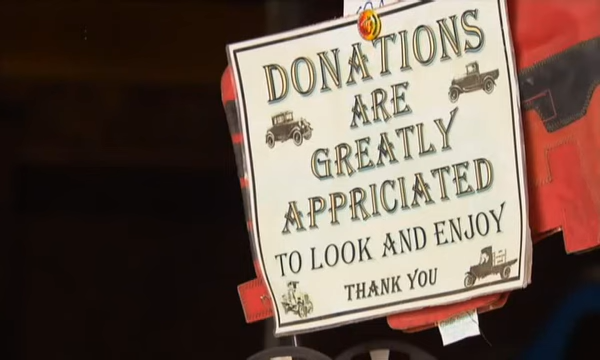 DONATIONS
ARE
GREATLY
APPRICIATED
TO LOOK AND ENJOY
THANK YOU